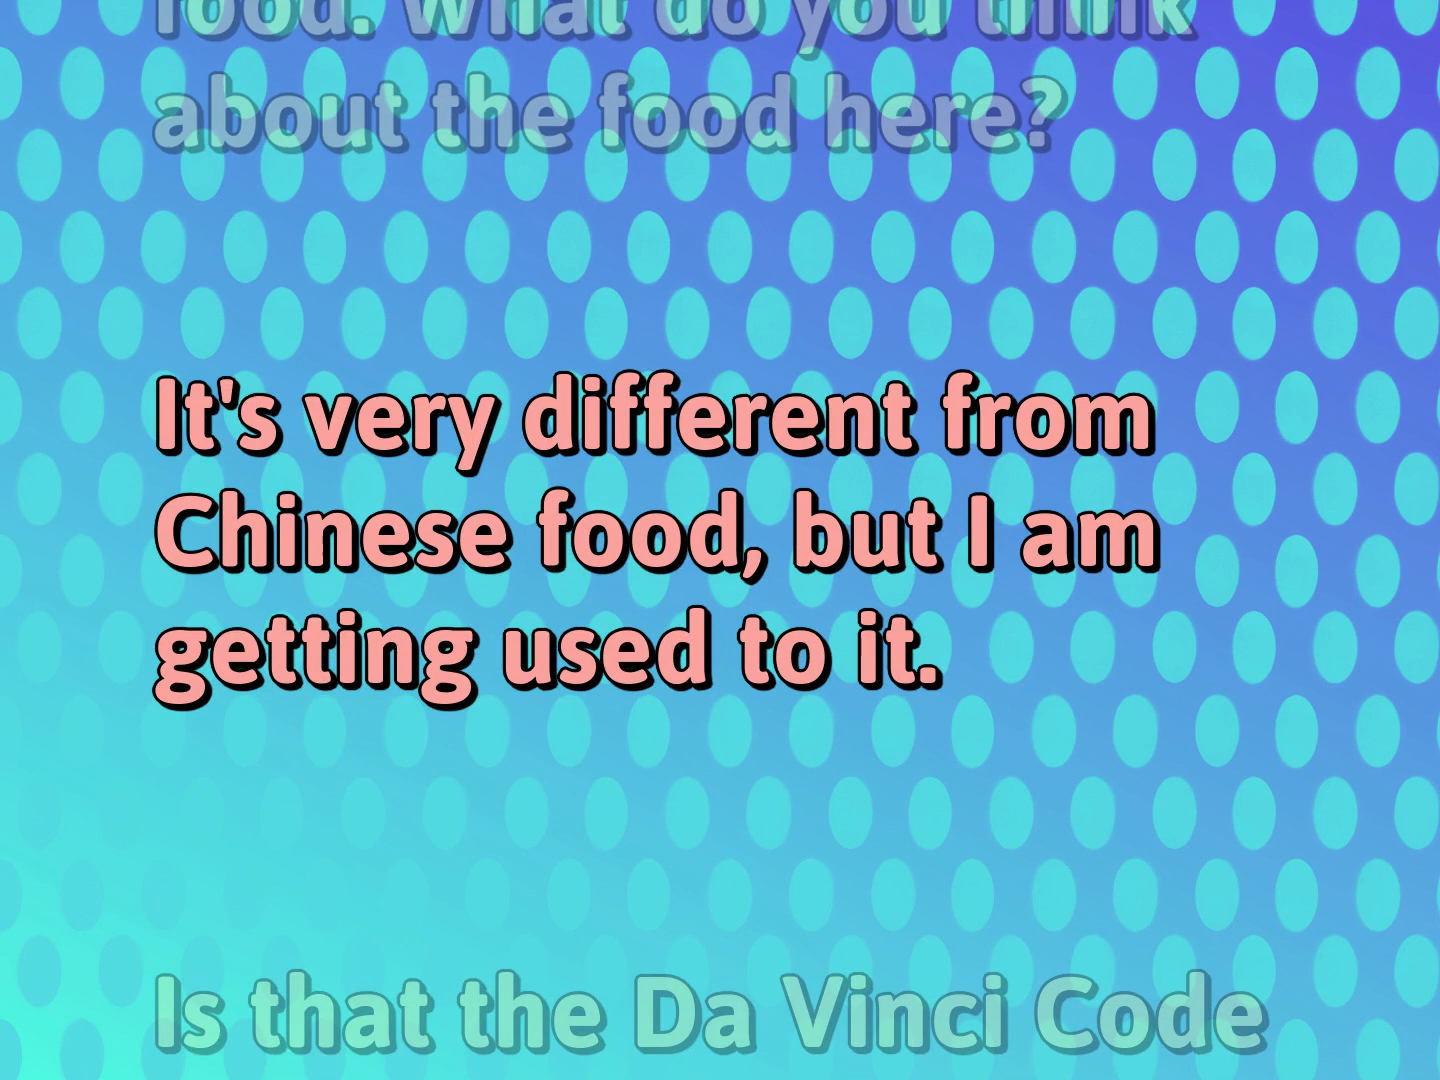 food. What do you think
about the food here?
It's very different from
Chinese food, but I am
getting used to it.
Is that the Da Vinci Code